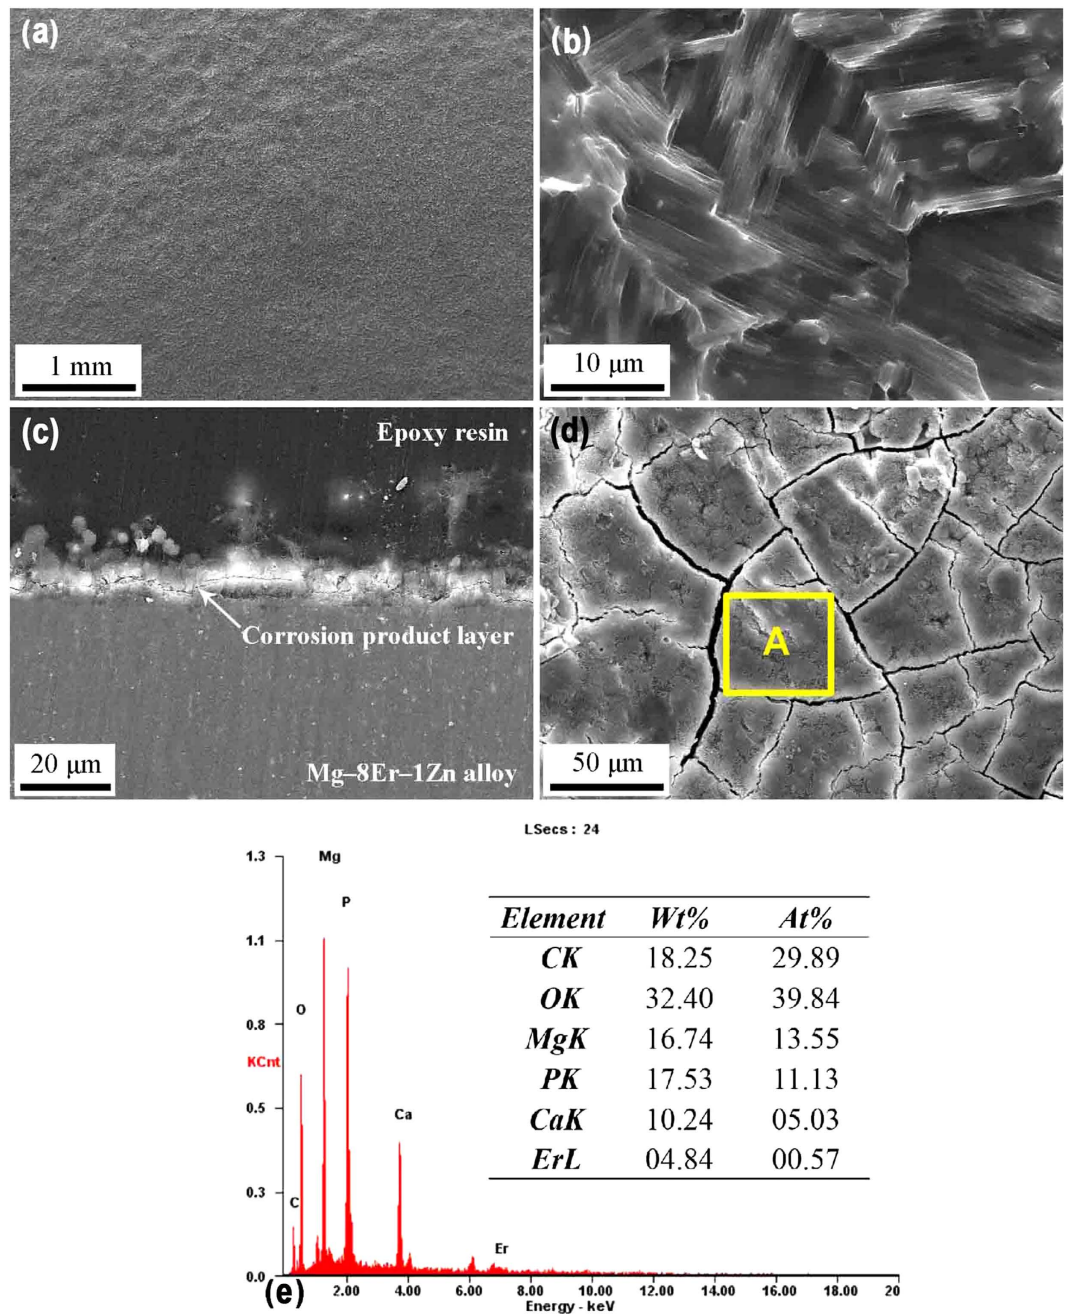 (a)
1 mm
(b)
10 μm
(c)
Epoxy resin
Corrosion product layer
20 μm
Mg–8Er–1Zn alloy
(d)
A
50 μm
LSecs : 24
1.3
1.1
0.8
KCnt
0.5
0.3
0.0
C
O
Mg
P
Ca
Er
2.00 4.00 6.00 8.00 10.00 12.00 14.00 16.00 18.00 20
Energy - keV
(e)
Element Wt% At%
CK 18.25 29.89
OK 32.40 39.84
MgK 16.74 13.55
PK 17.53 11.13
CaK 10.24 05.03
ErL 04.84 00.57